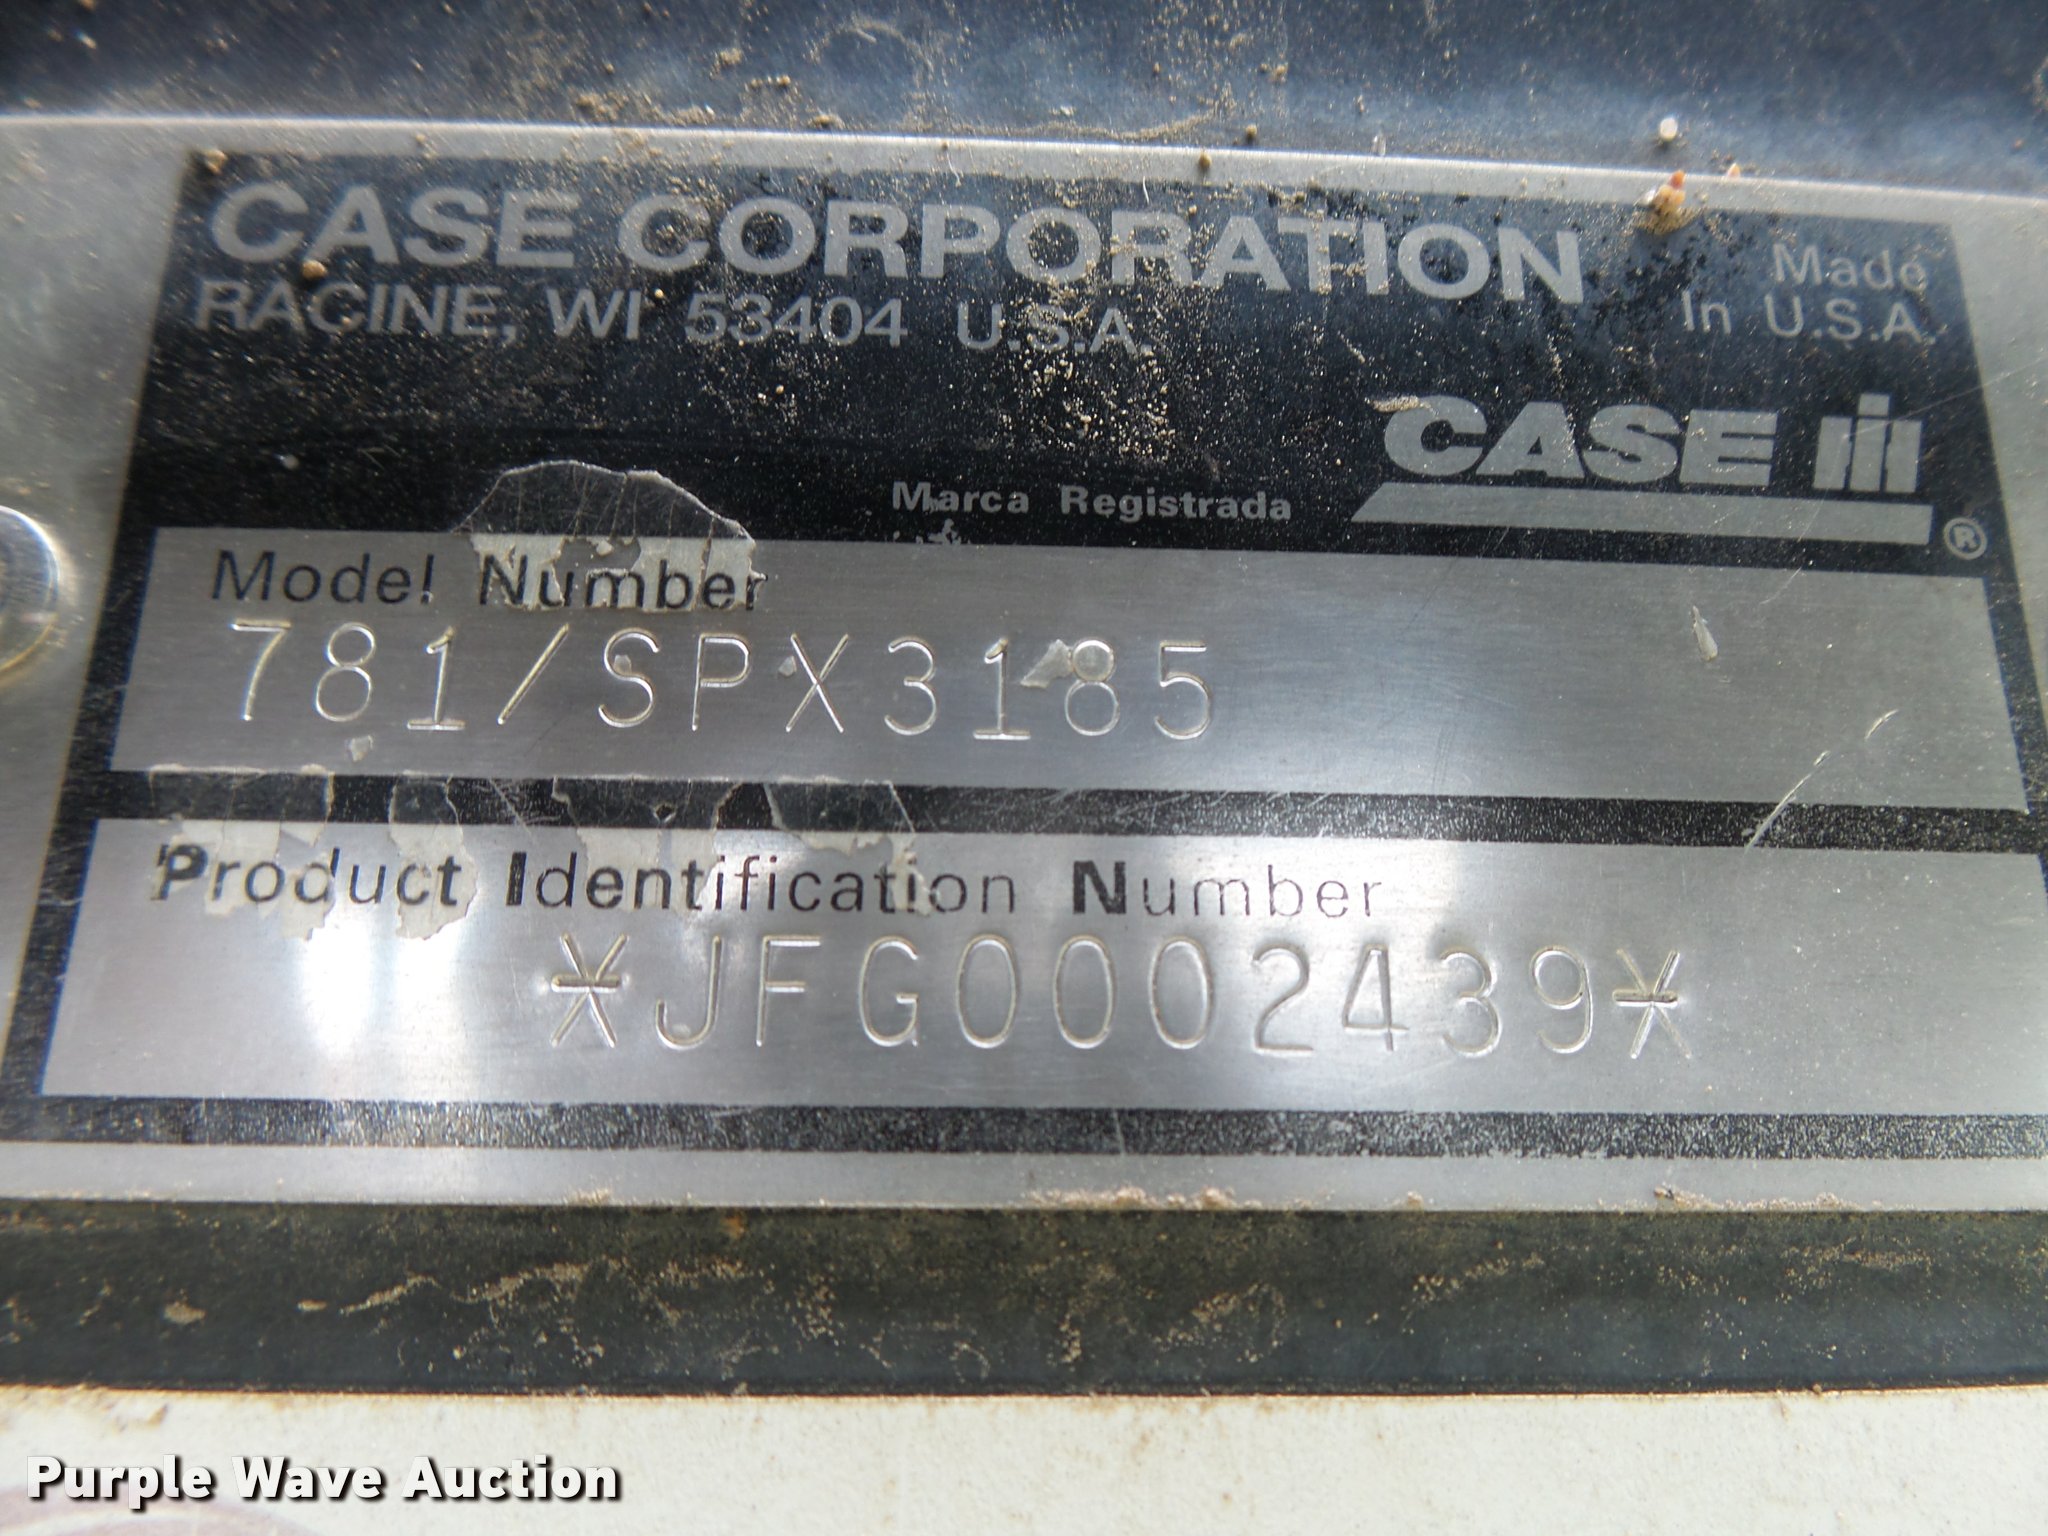 CASE CORPORATION
RACINE, WI 53404 U.S.A.
Made
In U.S.A.
CASE IH
Marca Registrada
®
Model Number
781/SPX3185
Product Identification Number
*JFG0002439*
Purple Wave Auction